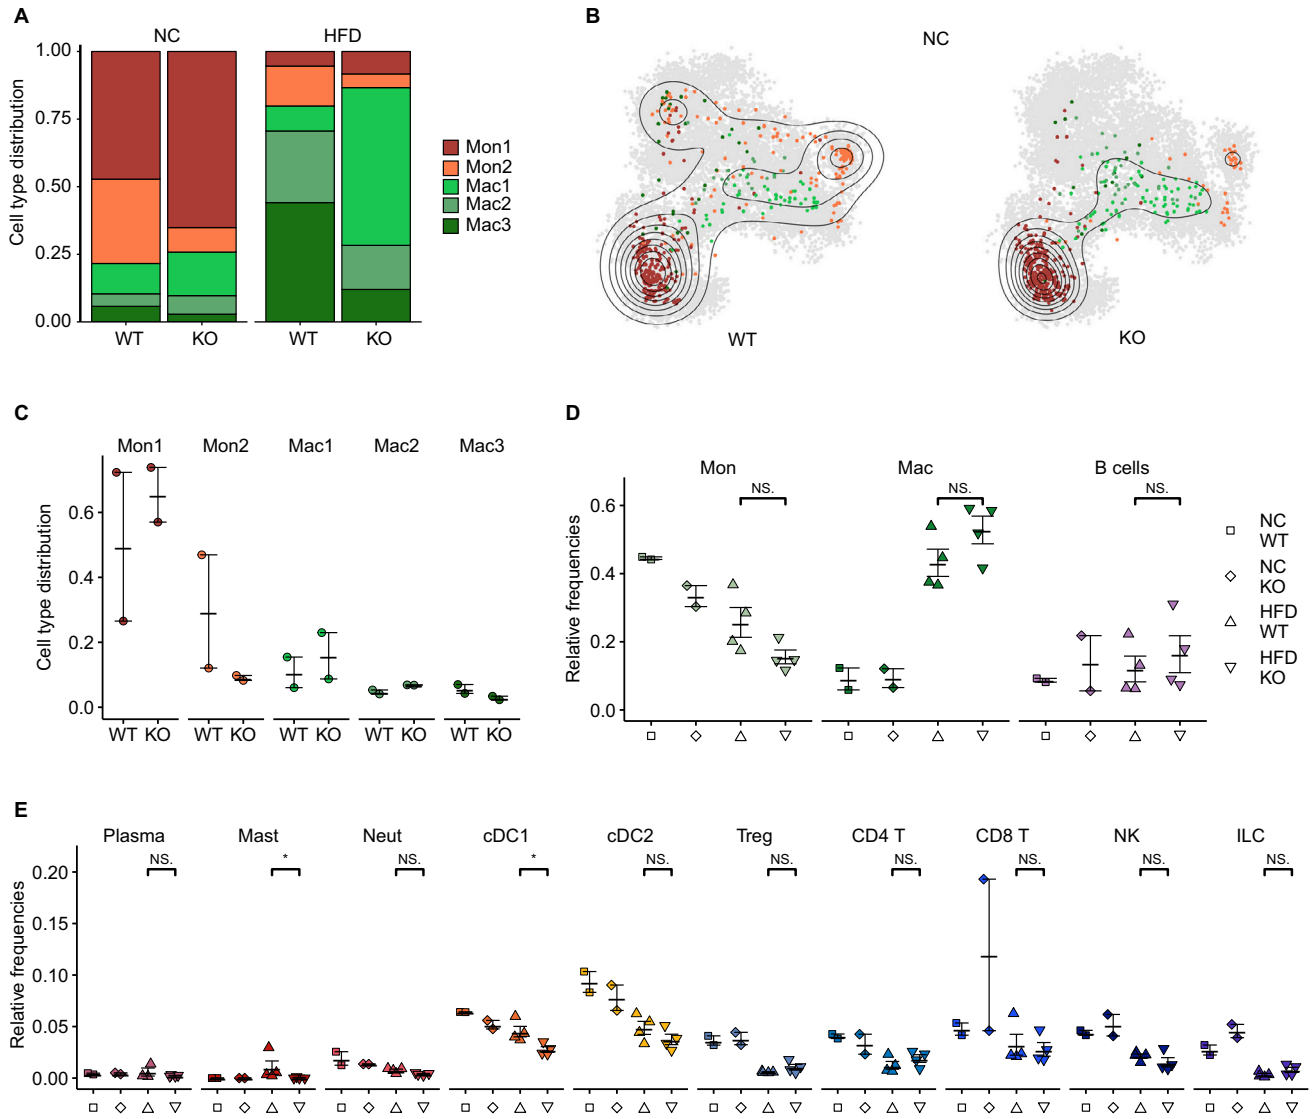 A
NC HFD
Cell type distribution
1.00
0.75
0.50
0.25
0.00
WT KO WT KO
Mon1
Mon2
Mac1
Mac2
Mac3
B
NC
WT
KO
C
Mon1 Mon2 Mac1 Mac2 Mac3
Cell type distribution
0.6
0.4
0.2
0.0
WT KO WT KO WT KO WT KO WT KO
D
Mon Mac B cells
NS. NS. NS.
Relative frequencies
0.6
0.4
0.2
0.0
NC
WT
NC
KO
HFD
WT
HFD
KO
E
Plasma Mast Neut cDC1 cDC2 Treg CD4 T CD8 T NK ILC
NS. * NS. * NS. NS. NS. NS. NS. NS.
Relative frequencies
0.20
0.15
0.10
0.05
0.00